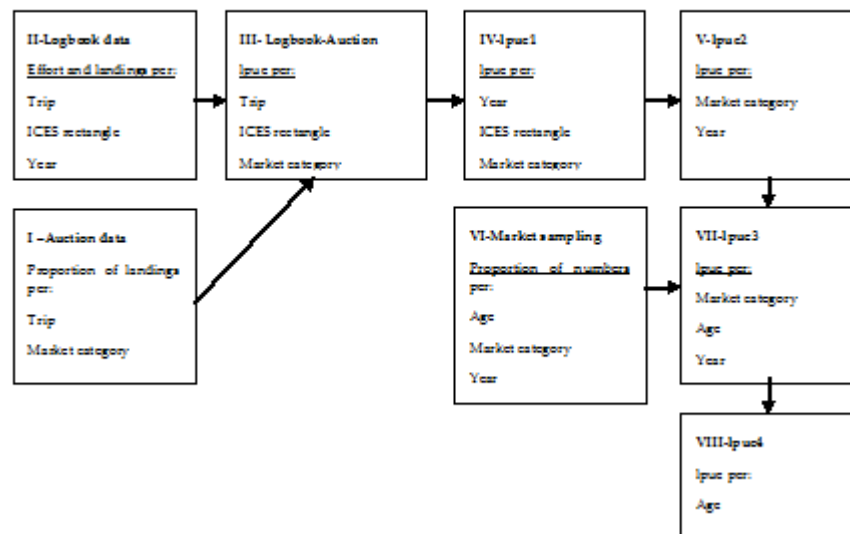 II-Logbook data
Effort and landings per:
Trip
ICES rectangle
Year
III- Logbook-Auction
lpue per:
Trip
ICES rectangle
Market category
IV-lpue1
lpue per:
Year
ICES rectangle
Market category
V-lpue2
lpue per:
Market category
Year
I –Auction data
Proportion of landings
per:
Trip
Market category
VI-Market sampling
Proportion of numbers
per:
Age
Market category
Year
VII-lpue3
lpue per:
Market category
Age
Year
VIII-lpue4
lpue per:
Age